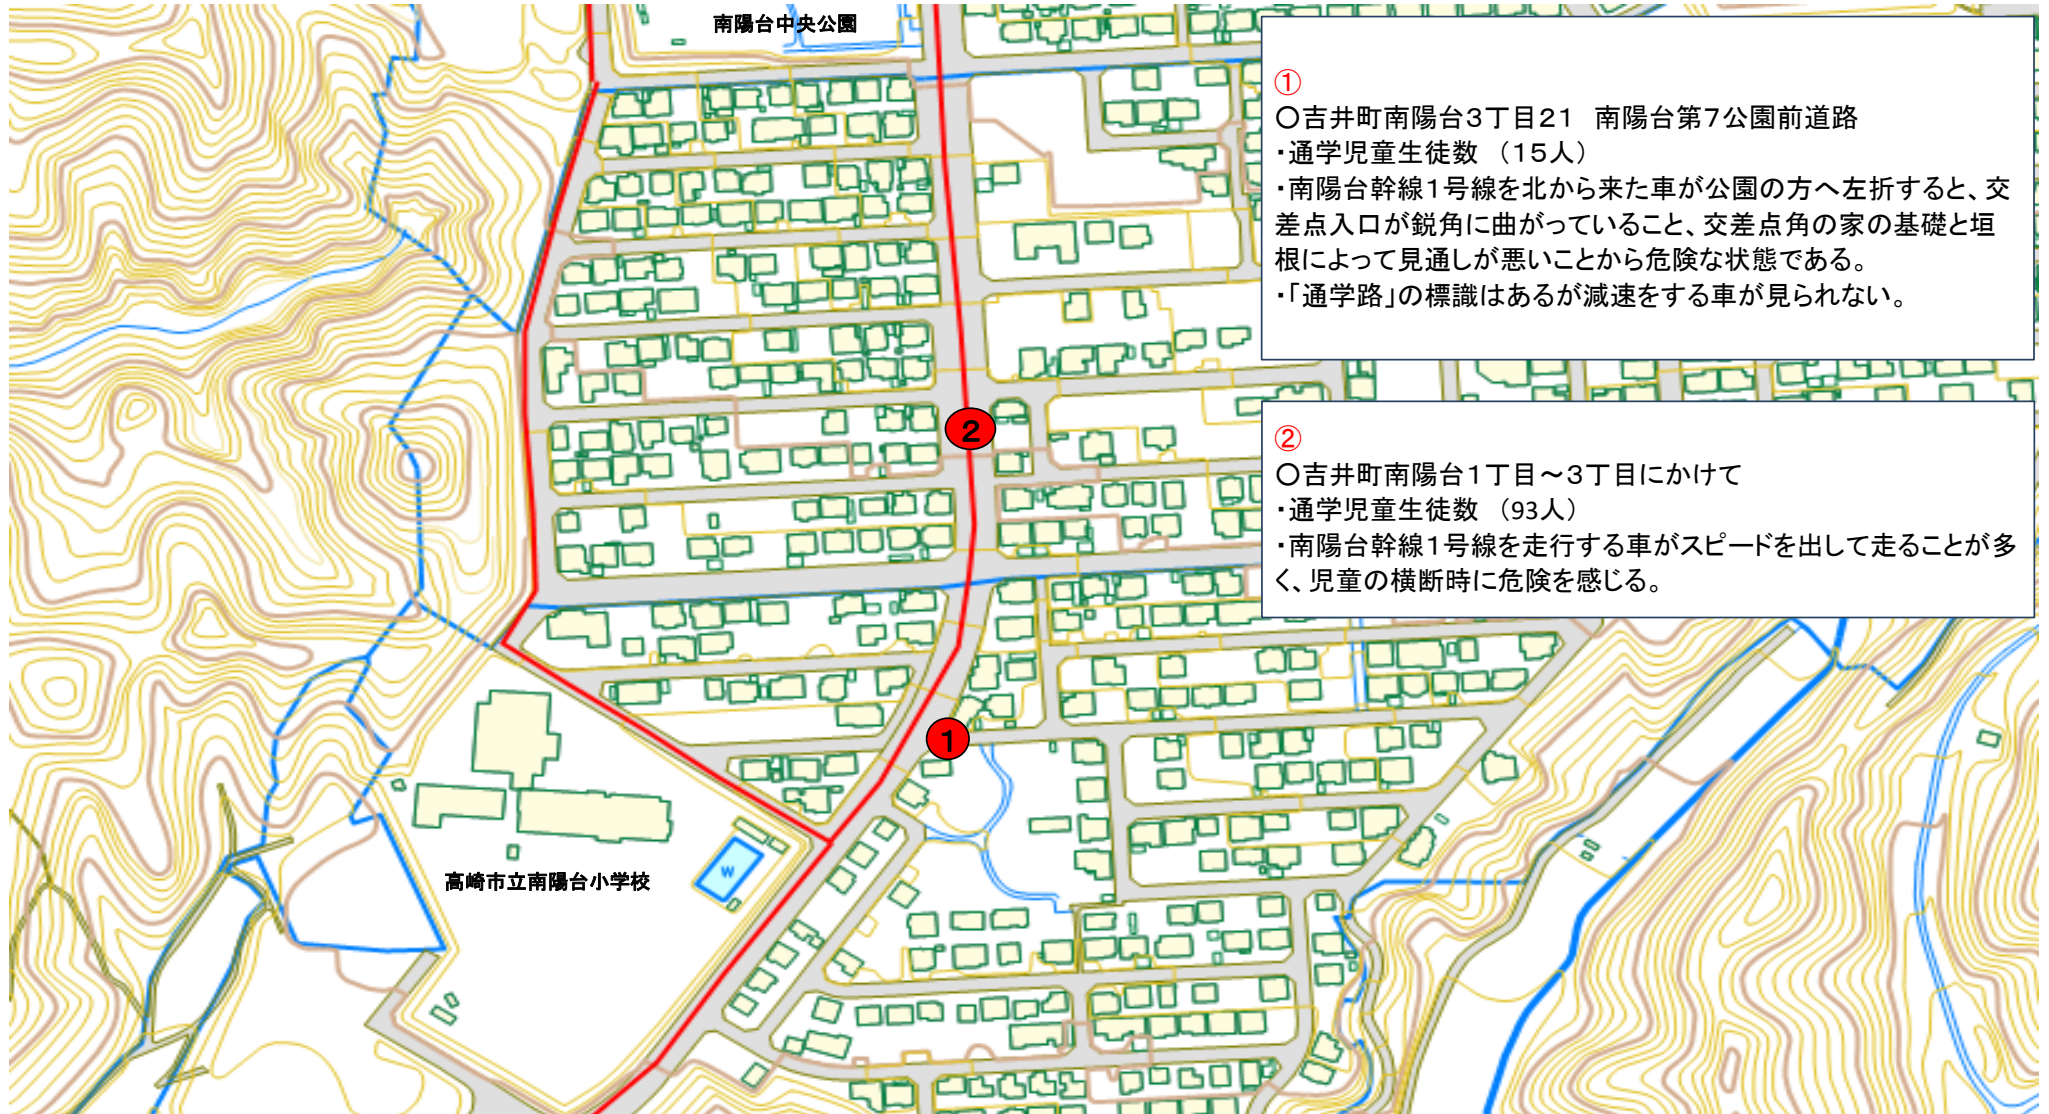 南陽台中央公園
①
○吉井町南陽台3丁目21　南陽台第7公園前道路
・通学児童生徒数　(15人)
・南陽台幹線1号線を北から来た車が公園の方へ左折すると、交
差点入口が鋭角に曲がっていること、交差点角の家の基礎と垣
根によって見通しが悪いことから危険な状態である。
・「通学路」の標識はあるが減速をする車が見られない。
②
○吉井町南陽台1丁目～3丁目にかけて
・通学児童生徒数　(93人)
・南陽台幹線1号線を走行する車がスピードを出して走ることが多
く、児童の横断時に危険を感じる。
2
1
W
高崎市立南陽台小学校